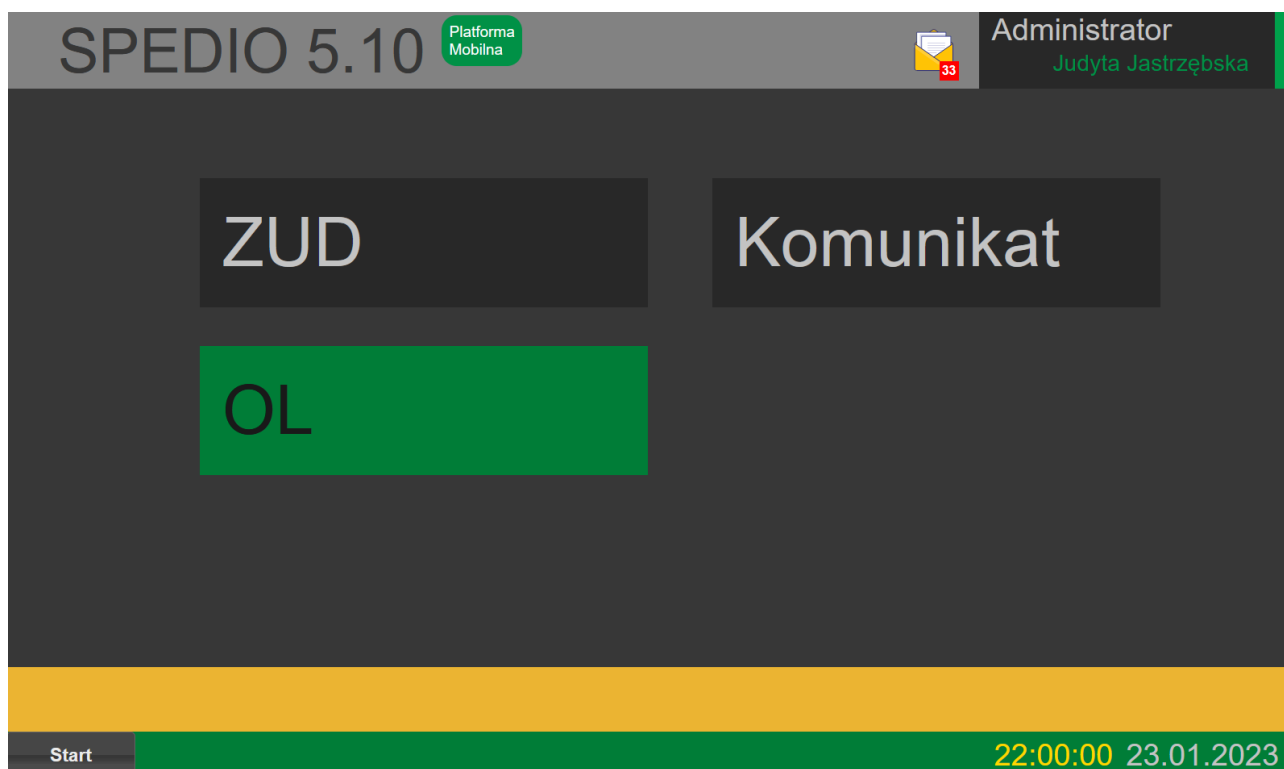 SPEDIO 5.10
Platforma
Mobilna
33
Administrator
Judyta Jastrzębska
ZUD
Komunikat
OL
Start
22:00:00 23.01.2023